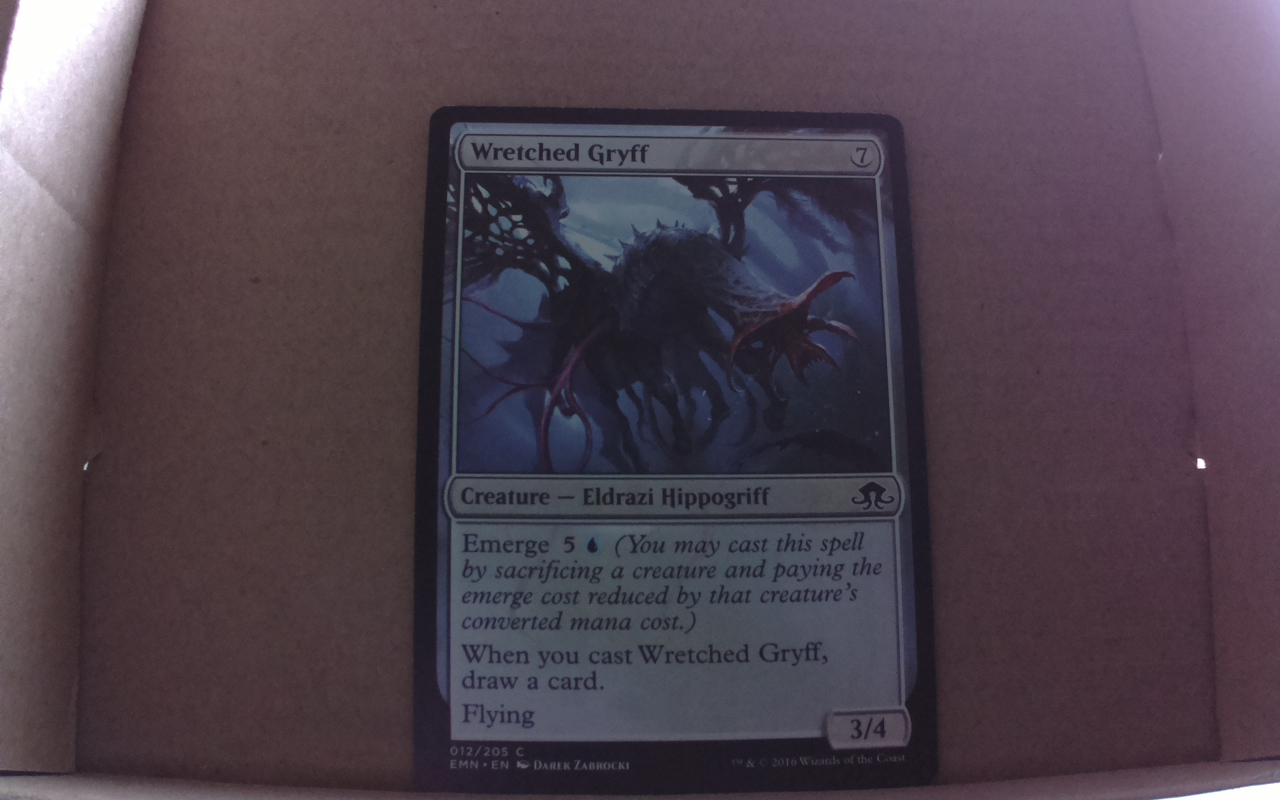 Wretched Gryff 7
Creature — Eldrazi Hippogriff
Emerge 5 (You may cast this spell
by sacrificing a creature and paying the
emerge cost reduced by that creature's
converted mana cost.)
When you cast Wretched Gryff,
draw a card.
Flying
3/4
012/205 C
EMN • EN DAREK ZABROCKI
™ & © 2016 Wizards of the Coast